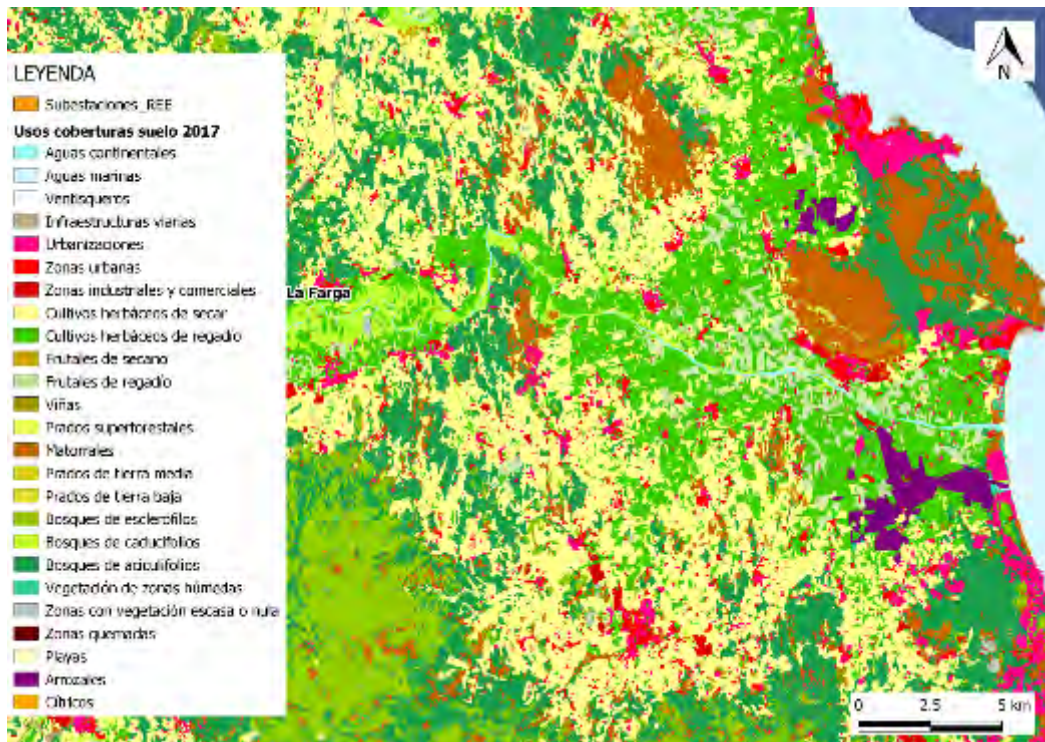 LEYENDA
Subestaciones_REE
Usos coberturas suelo 2017
Aguas continentales
Aguas marinas
Ventisqueros
Infraestructuras viarias
Urbanizaciones
Zonas urbanas
Zonas industriales y comerciales
Cultivos herbáceos de secar
Cultivos herbáceos de regadío
Frutales de secano
Frutales de regadío
Viñas
Prados superforestales
Matorrales
Prados de tierra media
Prados de tierra baja
Bosques de esclerofilos
Bosques de caducifolios
Bosques de aciculifolios
Vegetación de zonas húmedas
Zonas con vegetación escasa o nula
Zonas quemadas
Playas
Arrozales
Cítricos
La Farga
N
0 2.5 5 km